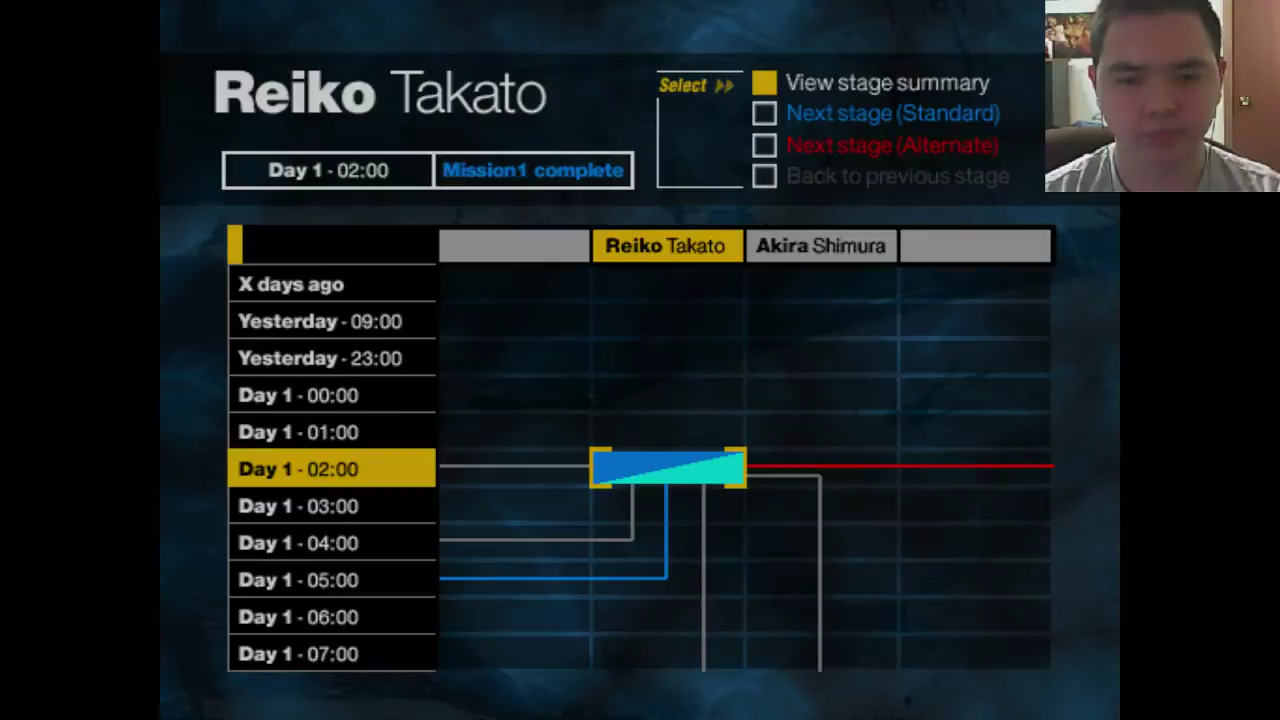 Reiko Takato
Select
View stage summary
Next stage (Standard)
Next stage (Alternate)
Back to previous stage
Day 1 - 02:00
Mission1 complete
Reiko Takato
Akira Shimura
X days ago
Yesterday - 09:00
Yesterday - 23:00
Day 1 - 00:00
Day 1 - 01:00
Day 1 - 02:00
Day 1 - 03:00
Day 1 - 04:00
Day 1 - 05:00
Day 1 - 06:00
Day 1 - 07:00